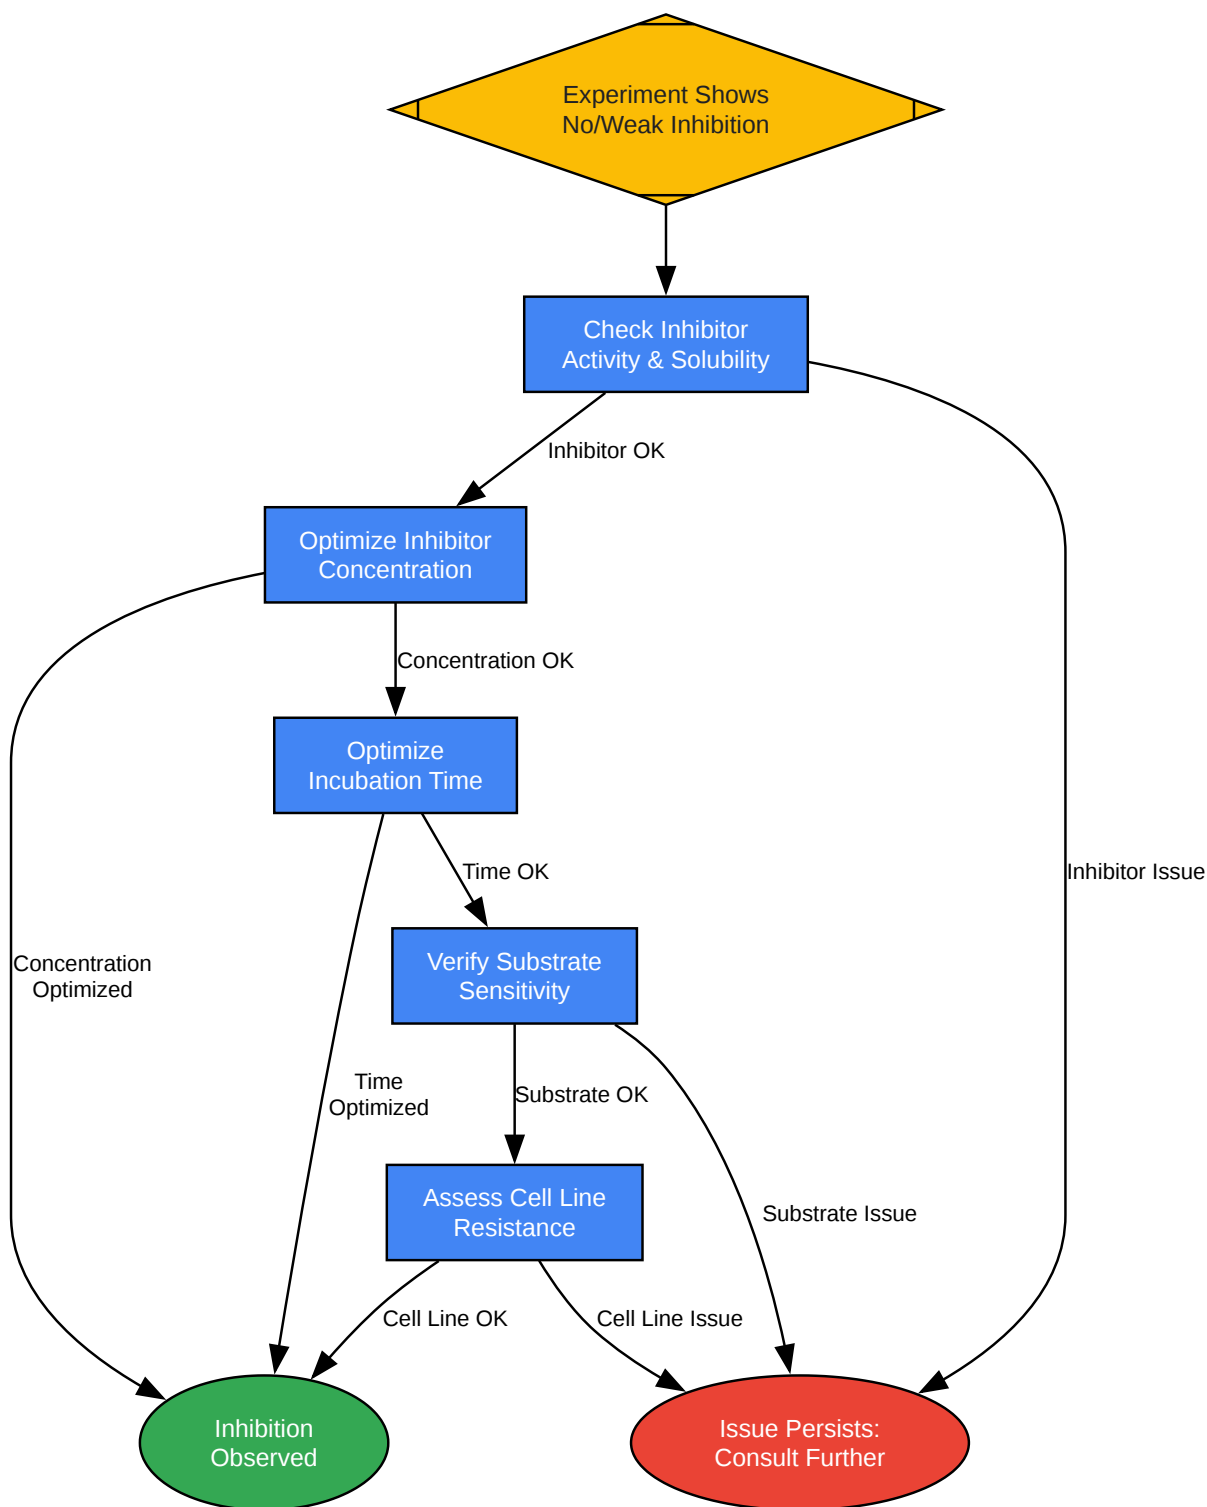 Experiment Shows
No/Weak Inhibition
Check Inhibitor
Activity & Solubility
Inhibitor OK
Optimize Inhibitor
Concentration
Concentration OK
Optimize
Incubation Time
Time OK
Inhibitor Issue
Verify Substrate
Sensitivity
Concentration
Optimized
Time
Optimized
Substrate OK
Assess Cell Line
Resistance
Substrate Issue
Cell Line OK
Cell Line Issue
Inhibition
Observed
Issue Persists:
Consult Further